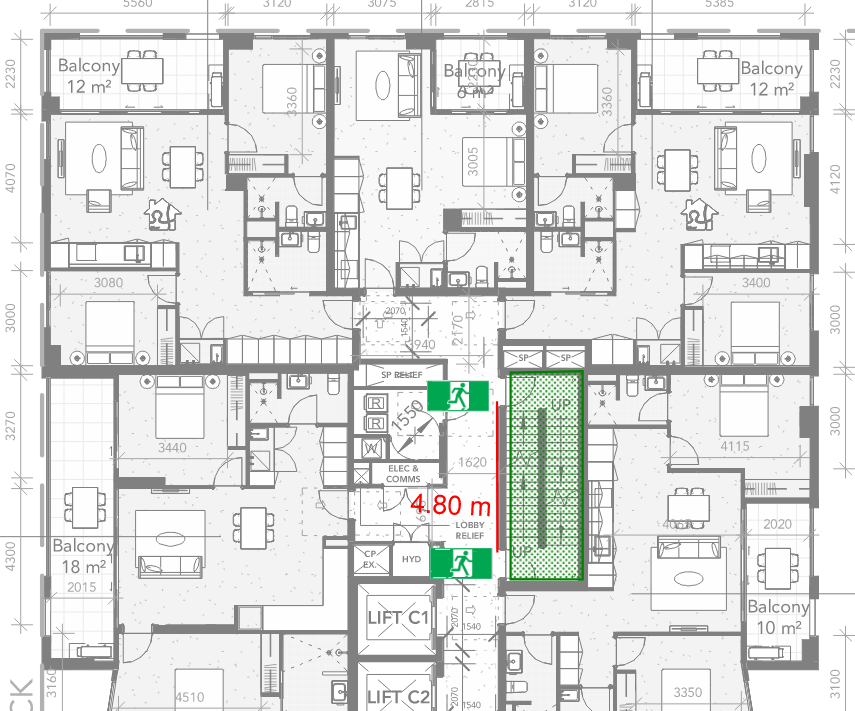 5560
3120
3075
2815
3120
5385
2230
Balcony
12 m²
3360
Balcony
3360
Balcony
12 m²
2230
4070
3005
4120
3000
3080
2070
1540
2170
940
3400
3000
SP RELIEF
SP
SP
3270
3440
R
R
1550
W
UP
4115
3000
1620
ELEC &
COMMS
4.80 m
LOBBY
RELIEF
UP
2020
4300
Balcony
18 m²
2015
CP
EX.
HYD
Balcony
10 m²
LIFT C1
2070
1540
3160
LIFT C2
2070
1540
4510
3350
3100
CK